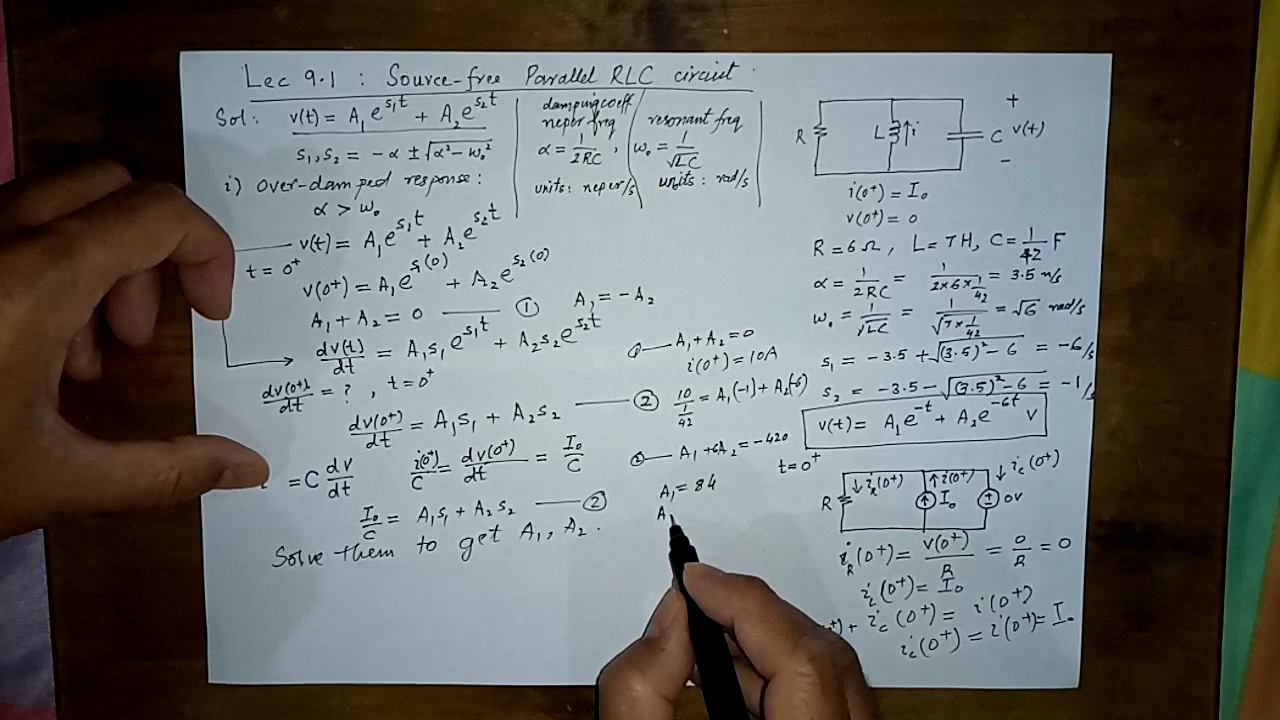 Lec 9.1 : Source-free Parallel RLC circuit
Sol: v(t) = A₁e^{s₁t} + A₂e^{s₂t}
s₁, s₂ = -α ± √(α² - ω₀²)
damping coeff
neper freq
α = 1/2RC ,
units: neper/s
resonant freq
ω₀ = 1/√LC
units: rad/s
i) Over-damped response:
α > ω₀
v(t) = A₁e^{s₁t} + A₂e^{s₂t}
t = 0⁺
v(0⁺) = A₁e^{s₁(0)} + A₂e^{s₂(0)}
A₁ + A₂ = 0 —— ① A₁ = -A₂
dv(t)/dt = A₁s₁e^{s₁t} + A₂s₂e^{s₂t}
dv(0⁺)/dt = ? , t = 0⁺
dv(0⁺)/dt = A₁s₁ + A₂s₂ —— ②
= C dv/dt i(0⁺)/C = dv(0⁺)/dt = I₀/C
I₀/C = A₁s₁ + A₂s₂ —— ②
Solve them to get A₁, A₂.
① —— A₁ + A₂ = 0
i(0⁺) = 10A
10/(1/42) = A₁(-1) + A₂(-6)
② —— A₁ + 6A₂ = -420
A₁ = 84
A
R L ↑i C + v(t) -
i(0⁺) = I₀
v(0⁺) = 0
R = 6Ω, L = 7H, C = 1/42 F
α = 1/2RC = 1/(2×6×1/42) = 3.5 n/s
ω₀ = 1/√LC = 1/√(7×1/42) = √6 rad/s
s₁ = -3.5 + √((3.5)² - 6) = -6/s
s₂ = -3.5 - √((3.5)² - 6) = -1/s
v(t) = A₁e^{-t} + A₂e^{-6t} V
t = 0⁺
R ↓i_R(0⁺) ↑i(0⁺) I₀ ↓i_c(0⁺) + - 0V
i_R(0⁺) = v(0⁺)/R = 0/R = 0
i_c(0⁺) = I₀
⁺) + i_c(0⁺) = i(0⁺)
i_c(0⁺) = i(0⁺) = I₀